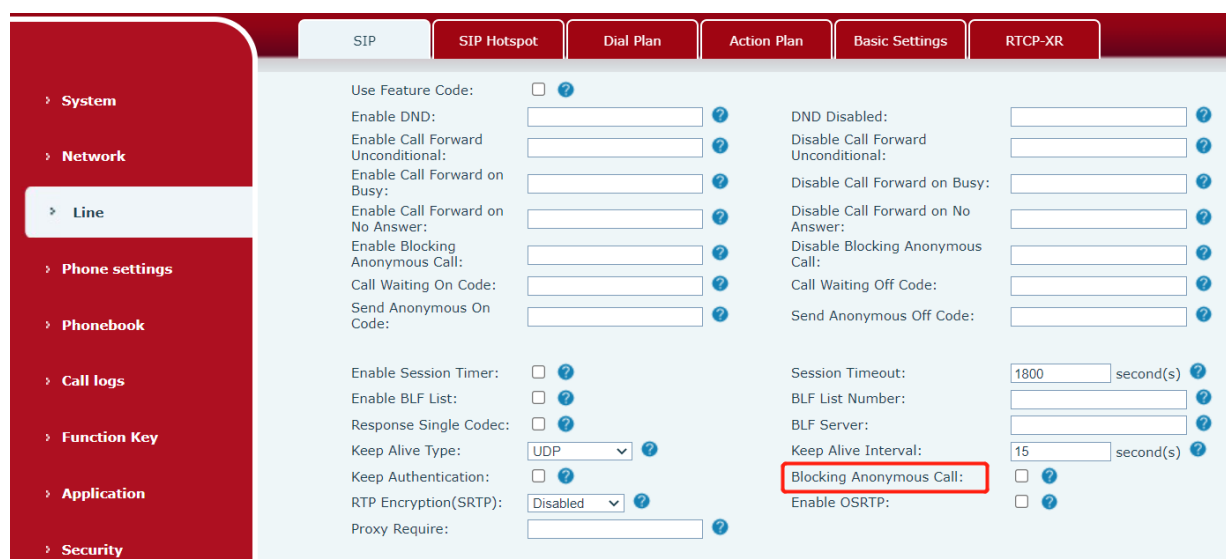 SIP
SIP Hotspot
Dial Plan
Action Plan
Basic Settings
RTCP-XR
› System
› Network
› Line
› Phone settings
› Phonebook
› Call logs
› Function Key
› Application
› Security
Use Feature Code: ?
Enable DND: ?
DND Disabled: ?
Enable Call Forward
Unconditional: ?
Disable Call Forward
Unconditional: ?
Enable Call Forward on
Busy: ?
Disable Call Forward on Busy: ?
Enable Call Forward on
No Answer: ?
Disable Call Forward on No
Answer: ?
Enable Blocking
Anonymous Call: ?
Disable Blocking Anonymous
Call: ?
Call Waiting On Code: ?
Call Waiting Off Code: ?
Send Anonymous On
Code: ?
Send Anonymous Off Code: ?
Enable Session Timer: ?
Session Timeout: 1800 second(s) ?
Enable BLF List: ?
BLF List Number: ?
Response Single Codec: ?
BLF Server: ?
Keep Alive Type: UDP ?
Keep Alive Interval: 15 second(s) ?
Keep Authentication: ?
Blocking Anonymous Call: ?
RTP Encryption(SRTP): Disabled ?
Enable OSRTP: ?
Proxy Require: ?